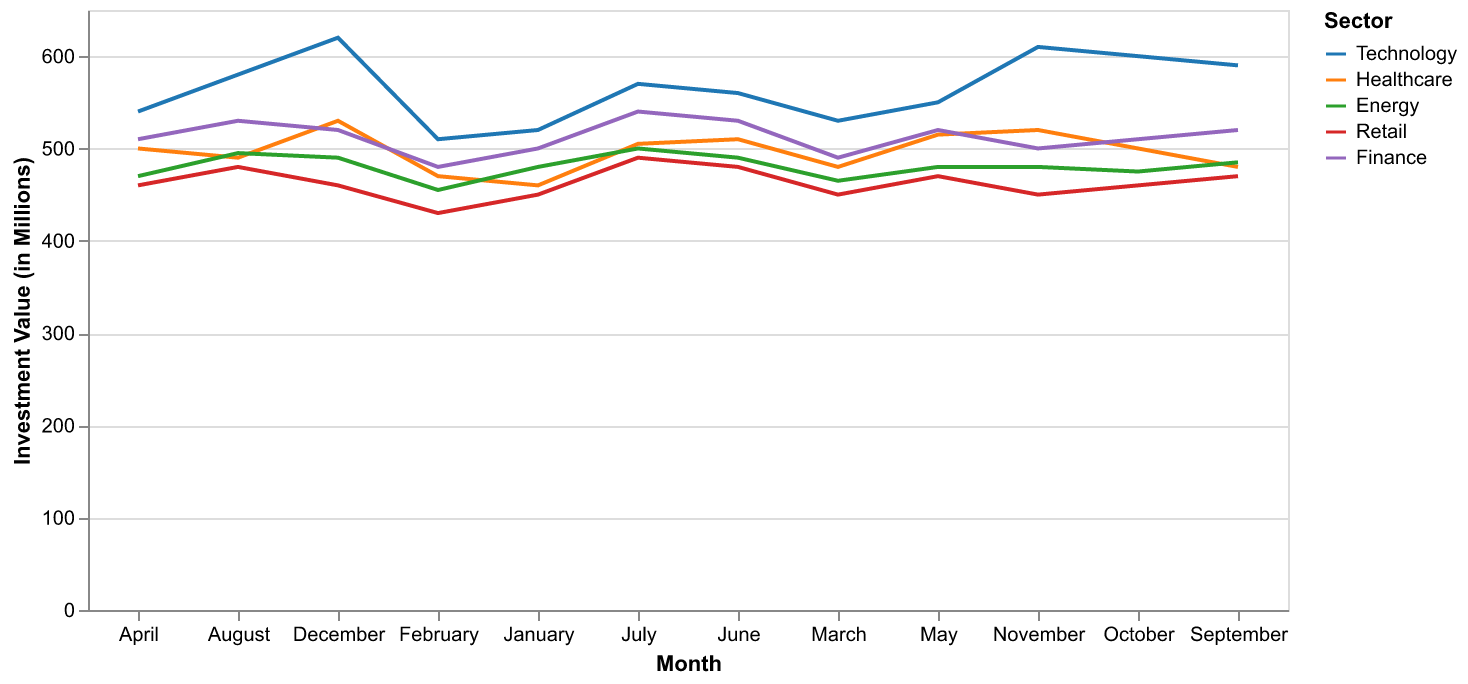 Sector
Technology
Healthcare
Energy
Retail
Finance
Investment Value (in Millions)
600
500
400
300
200
100
0
April August December February January July June March May November October September
Month